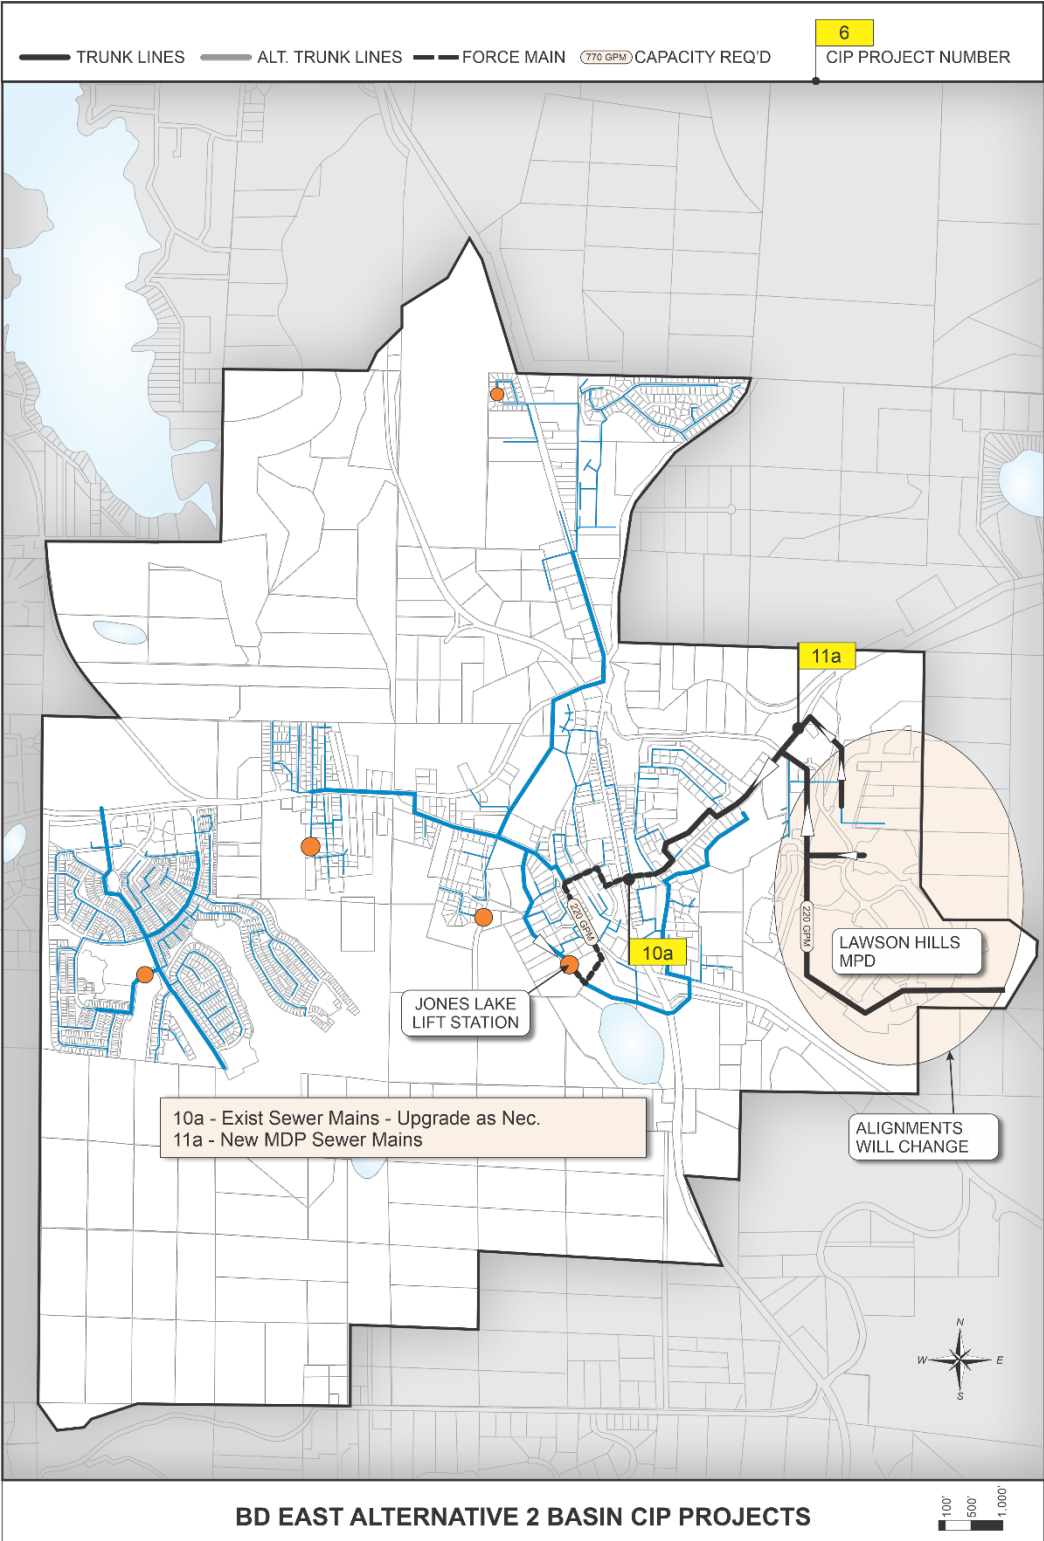 6
TRUNK LINES
ALT. TRUNK LINES
FORCE MAIN
770 GPM
CAPACITY REQ'D
CIP PROJECT NUMBER
11a
220 GPM
220 GPM
LAWSON HILLS
MPD
10a
JONES LAKE
LIFT STATION
10a - Exist Sewer Mains - Upgrade as Nec.
11a - New MDP Sewer Mains
ALIGNMENTS
WILL CHANGE
N
W
E
S
BD EAST ALTERNATIVE 2 BASIN CIP PROJECTS
100'
500'
1,000'